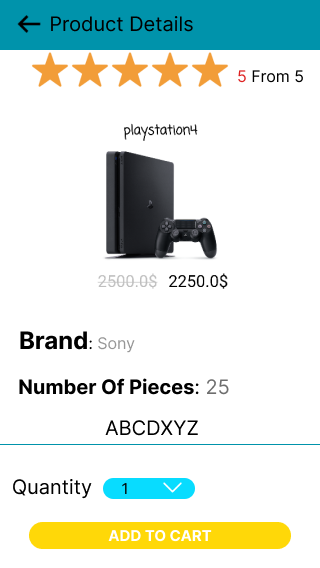 Product Details
5 From 5
playstation4
2500.0$ 2250.0$
Brand: Sony
Number Of Pieces: 25
ABCDXYZ
Quantity 1
ADD TO CART